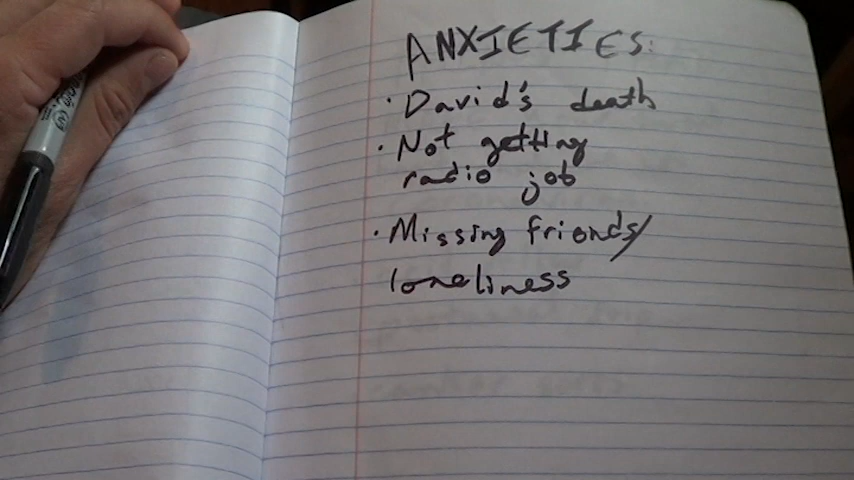 ANXIETIES:
· David's death
· Not getting
radio job
· Missing friends/
loneliness